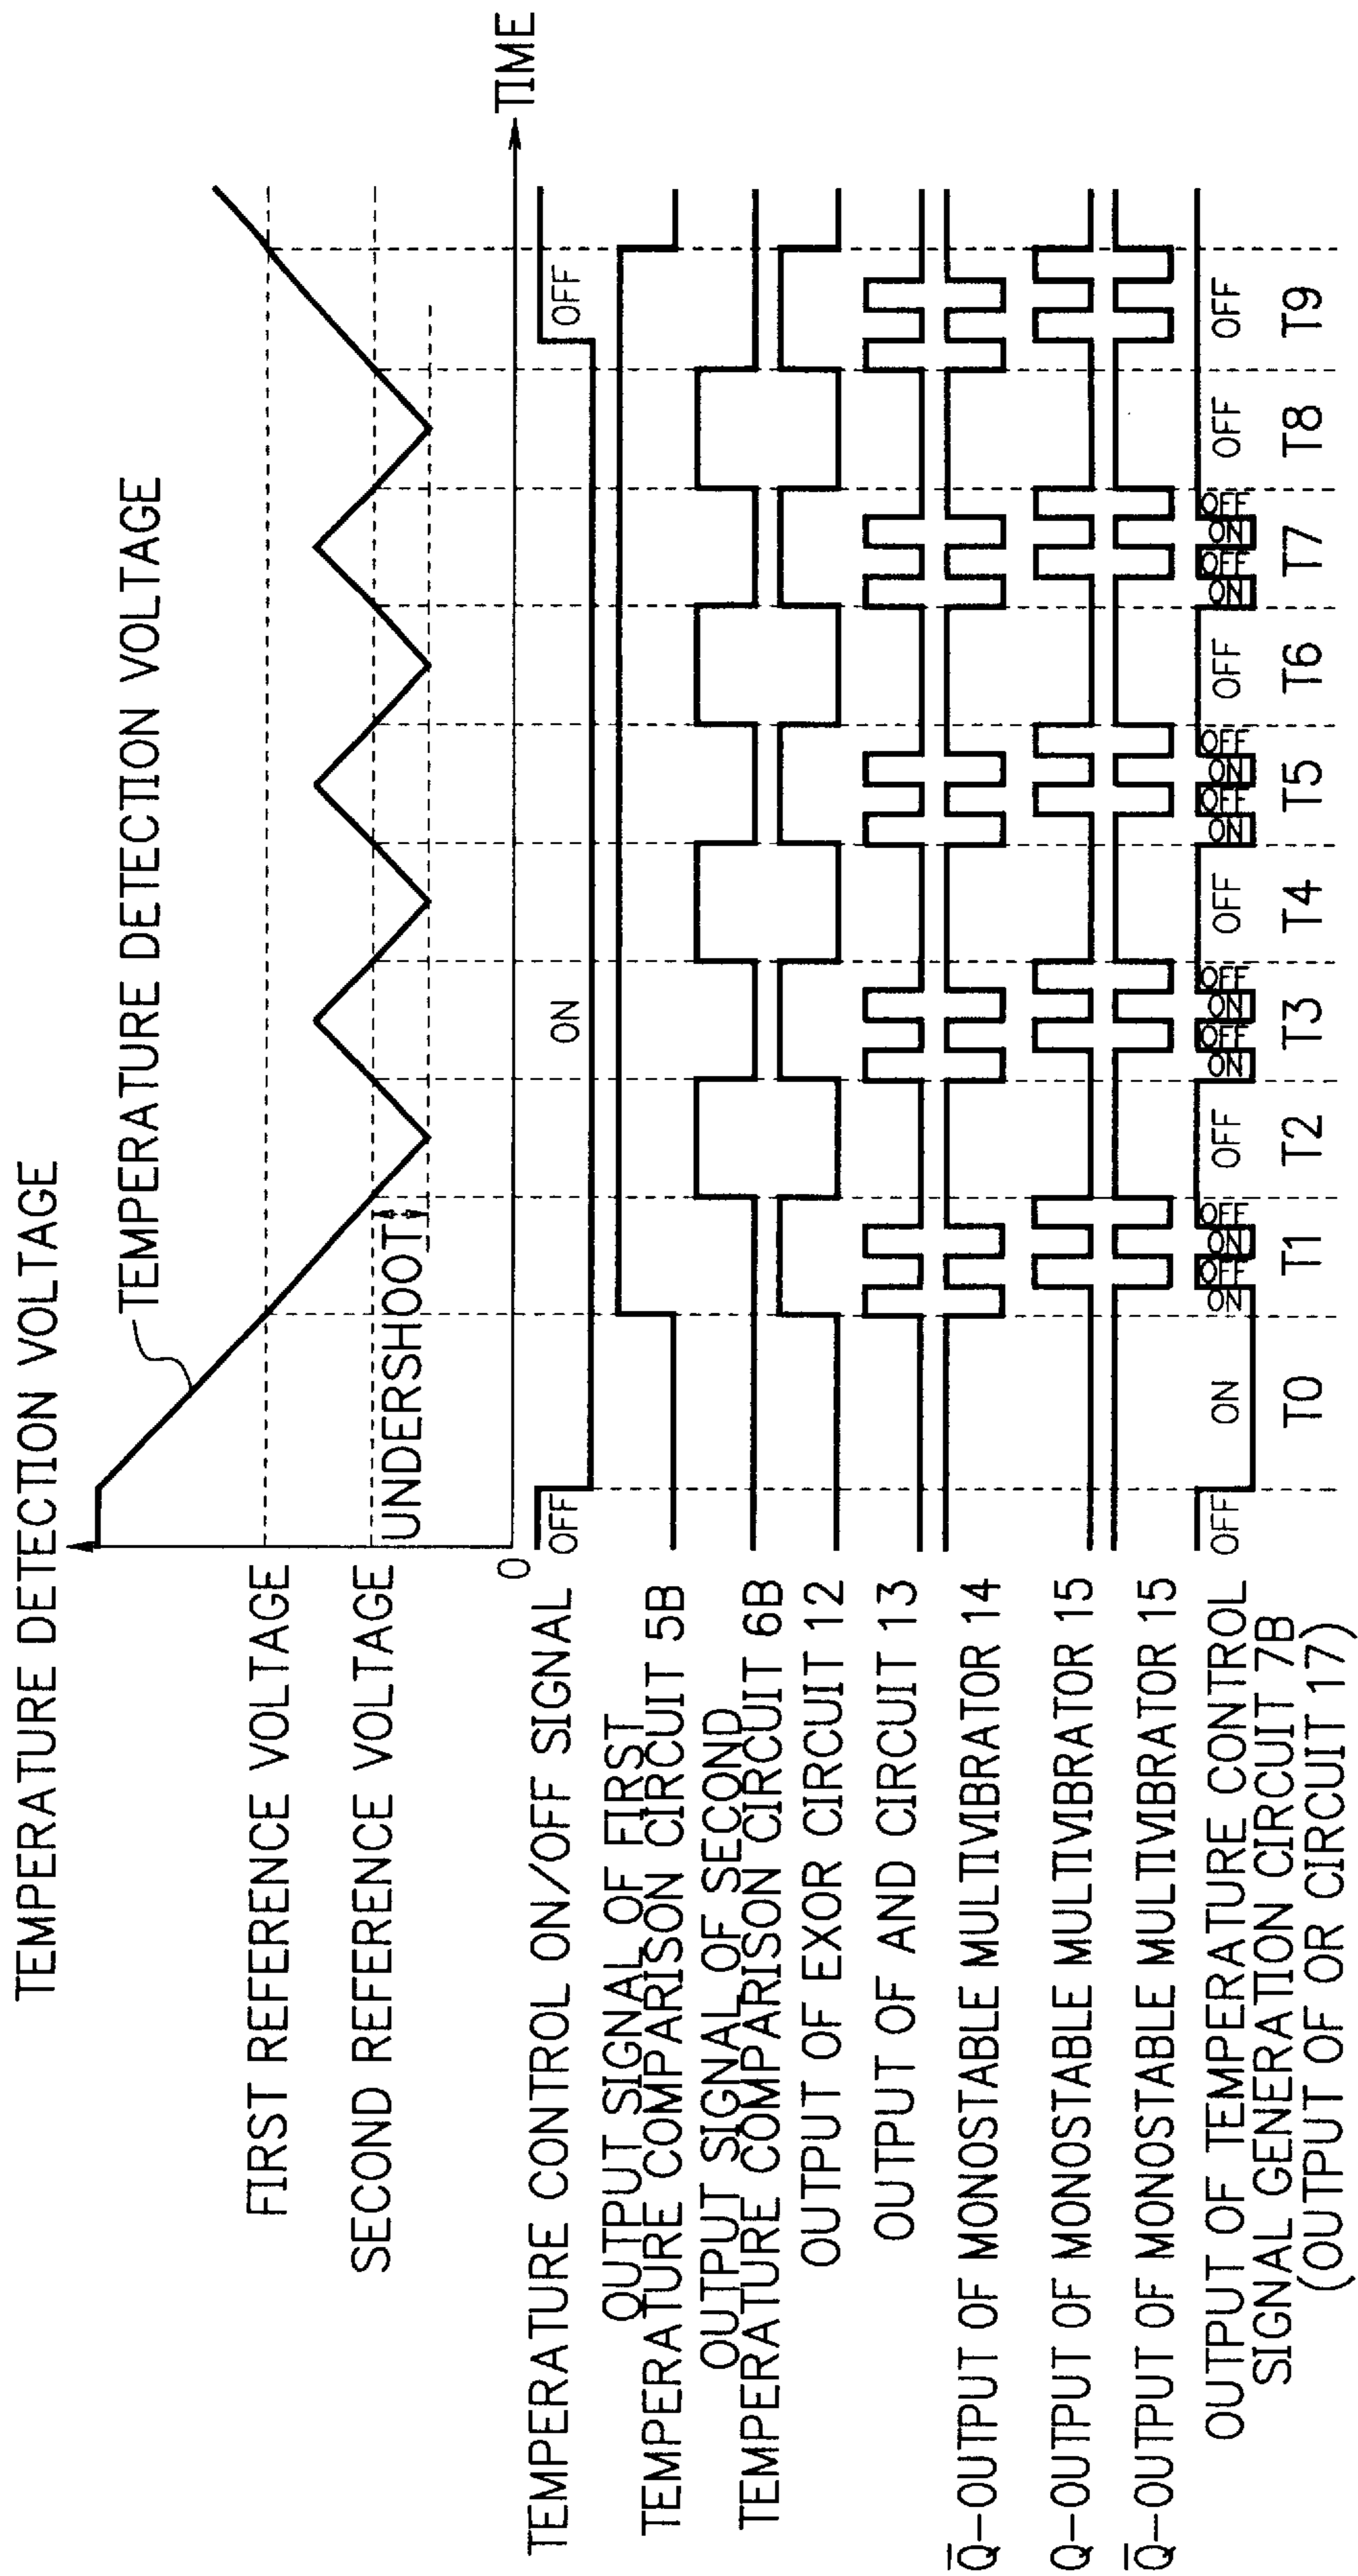 TEMPERATURE DETECTION VOLTAGE
TEMPERATURE DETECTION VOLTAGE
FIRST REFERENCE VOLTAGE
SECOND REFERENCE VOLTAGE
UNDERSHOOT
0
TIME
TEMPERATURE CONTROL ON/OFF SIGNAL
OFF ON OFF
OUTPUT SIGNAL OF FIRST
TEMPERATURE COMPARISON CIRCUIT 5B
OUTPUT SIGNAL OF SECOND
TEMPERATURE COMPARISON CIRCUIT 6B
OUTPUT OF EXOR CIRCUIT 12
OUTPUT OF AND CIRCUIT 13
Q̅-OUTPUT OF MONOSTABLE MULTIVIBRATOR 14
Q-OUTPUT OF MONOSTABLE MULTIVIBRATOR 15
Q̅-OUTPUT OF MONOSTABLE MULTIVIBRATOR 15
OUTPUT OF TEMPERATURE CONTROL
SIGNAL GENERATION CIRCUIT 7B
(OUTPUT OF OR CIRCUIT 17)
OFF ON ON OFF ON OFF OFF ON OFF ON OFF OFF ON OFF ON OFF OFF ON OFF ON OFF OFF OFF
T0 T1 T2 T3 T4 T5 T6 T7 T8 T9